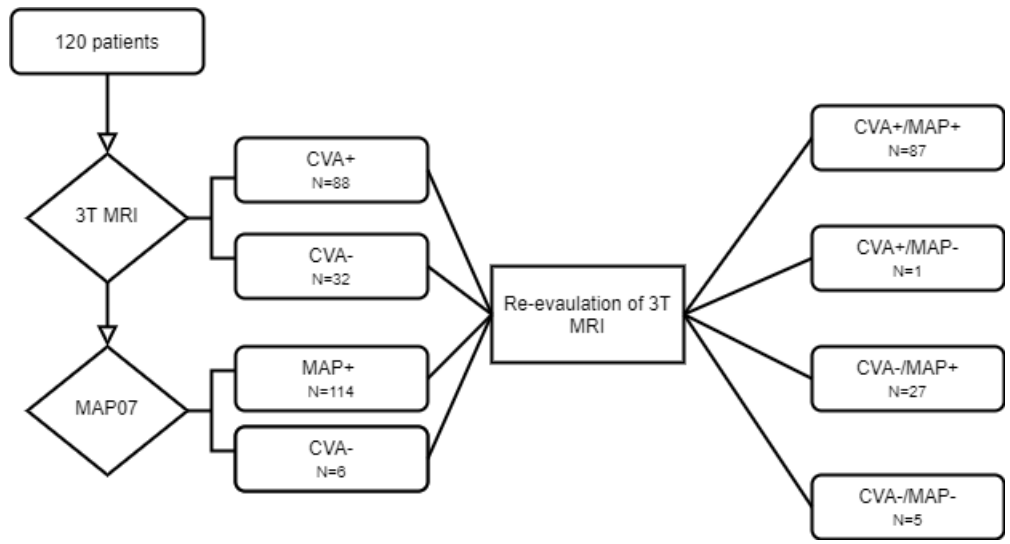 120 patients
3T MRI
CVA+
N=88
CVA-
N=32
MAP07
MAP+
N=114
CVA-
N=6
Re-evaulation of 3T
MRI
CVA+/MAP+
N=87
CVA+/MAP-
N=1
CVA-/MAP+
N=27
CVA-/MAP-
N=5